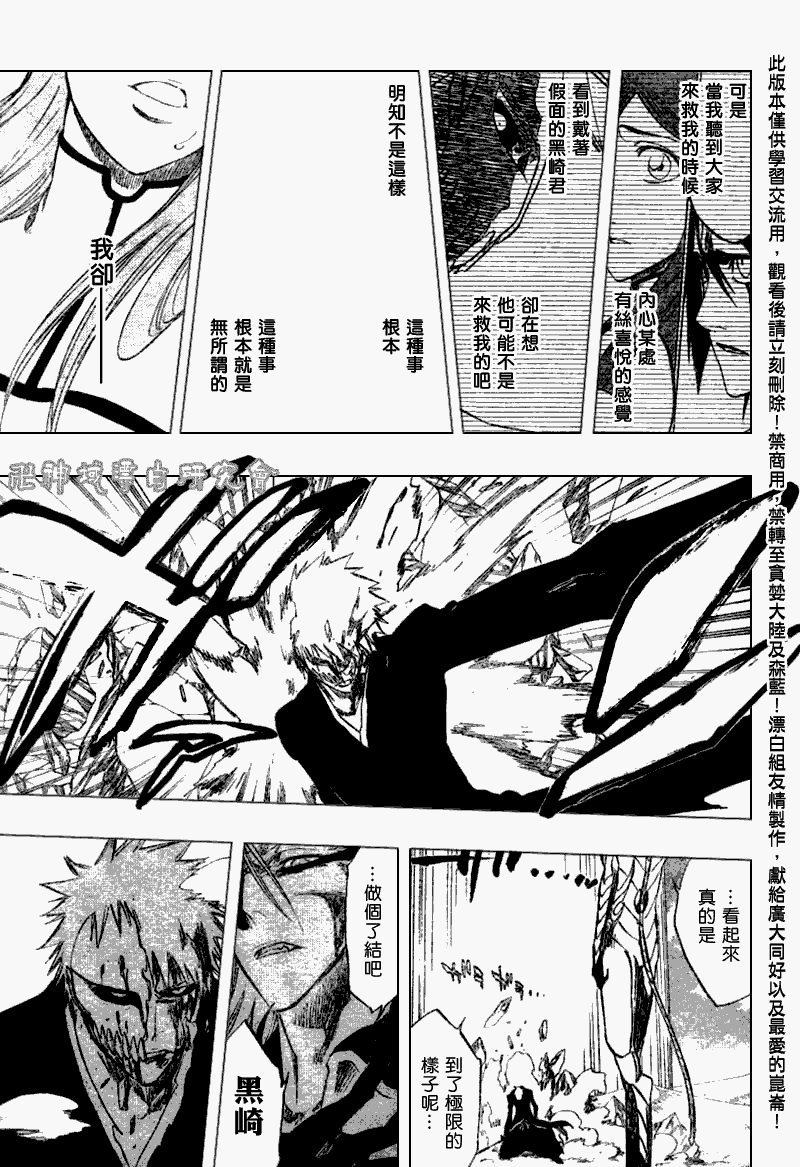 可是
當我聽到大家
來救我的時候
內心某處
有絲喜悅的感覺
看到戴著
假面的黑崎君
卻在想
他可能不是
來救我的吧
明知不是這樣
這種事
根本
這種事
根本就是
無所謂的
我卻——
卍神域漂白研究會
…看起來
真的是
到了極限的
樣子呢…
…做個了結吧
黑崎
此版本僅供學習交流用，觀看後請立刻刪除！禁商用，禁轉至貪婪大陸及森藍！漂白組友情製作，獻給廣大同好以及最愛的崑崙！